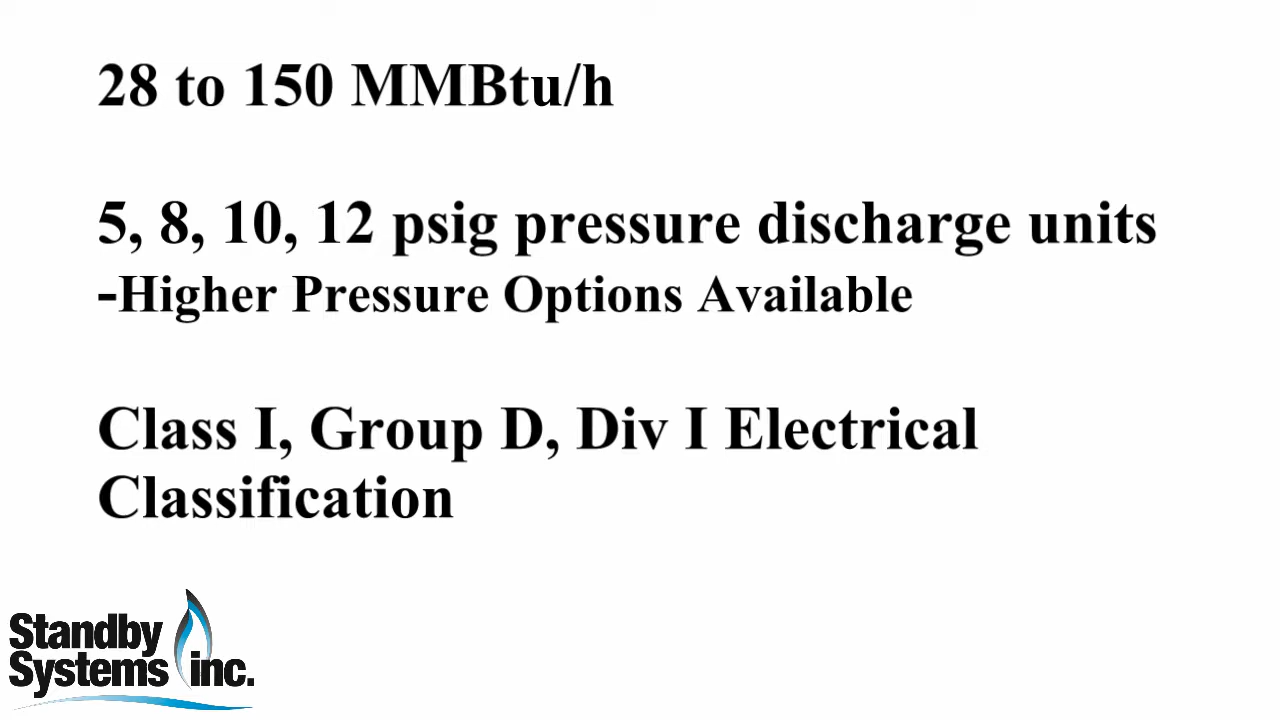 28 to 150 MMBtu/h
5, 8, 10, 12 psig pressure discharge units
-Higher Pressure Options Available
Class I, Group D, Div I Electrical
Classification
Standby
Systems inc.